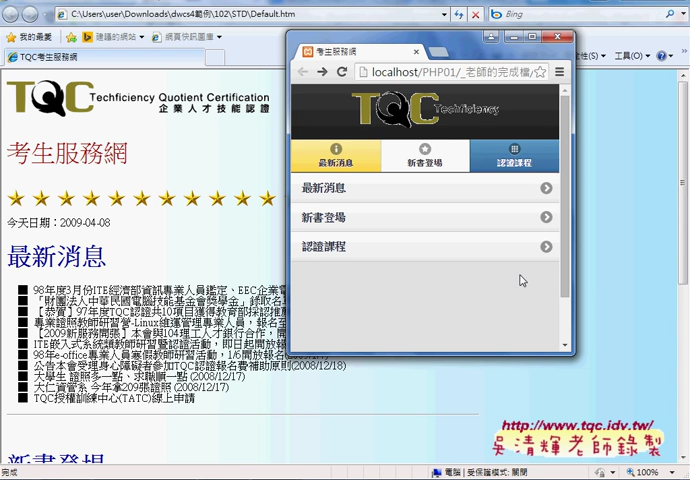 C:\Users\user\Downloads\dwcs4範例\102\STD\Default.htm
Bing
我的最愛
建議的網站
網頁快訊圖庫
TQC考生服務網
工具(O)
TQC Techficiency Quotient Certification
企業人才技能認證
考生服務網
今天日期：2009-04-08
最新消息
98年度3月份ITE經濟部資訊專業人員鑑定、EEC企業電
「財團法人中華民國電腦技能基金會獎學金」錄取名
【恭賀】97年度TQC認證共10項目獲得教育部採認推薦
專業證照教師研習營-Linux維運管理專業人員，報名至
【2009新服務開張】本會與104理工人才銀行合作，開
ITE嵌入式系統類教師研習暨認證活動，即日起開放報
98年e-office專業人員寒假教師研習活動，1/6開放報名
公告本會受理身心障礙者參加TQC認證報名費補助原則(2008/12/18)
大學生 證照多一點、求職順一點 (2008/12/17)
大仁資管系 今年拿209張證照 (2008/12/17)
TQC授權訓練中心(TATC)線上申請
新書登場
考生服務網
localhost/PHP01/_老師的完成檔/
TQC Techficiency
最新消息
新書登場
認證課程
最新消息
新書登場
認證課程
http://www.tqc.idv.tw/
吳清輝老師錄製
完成
電腦 | 受保護模式: 關閉
100%